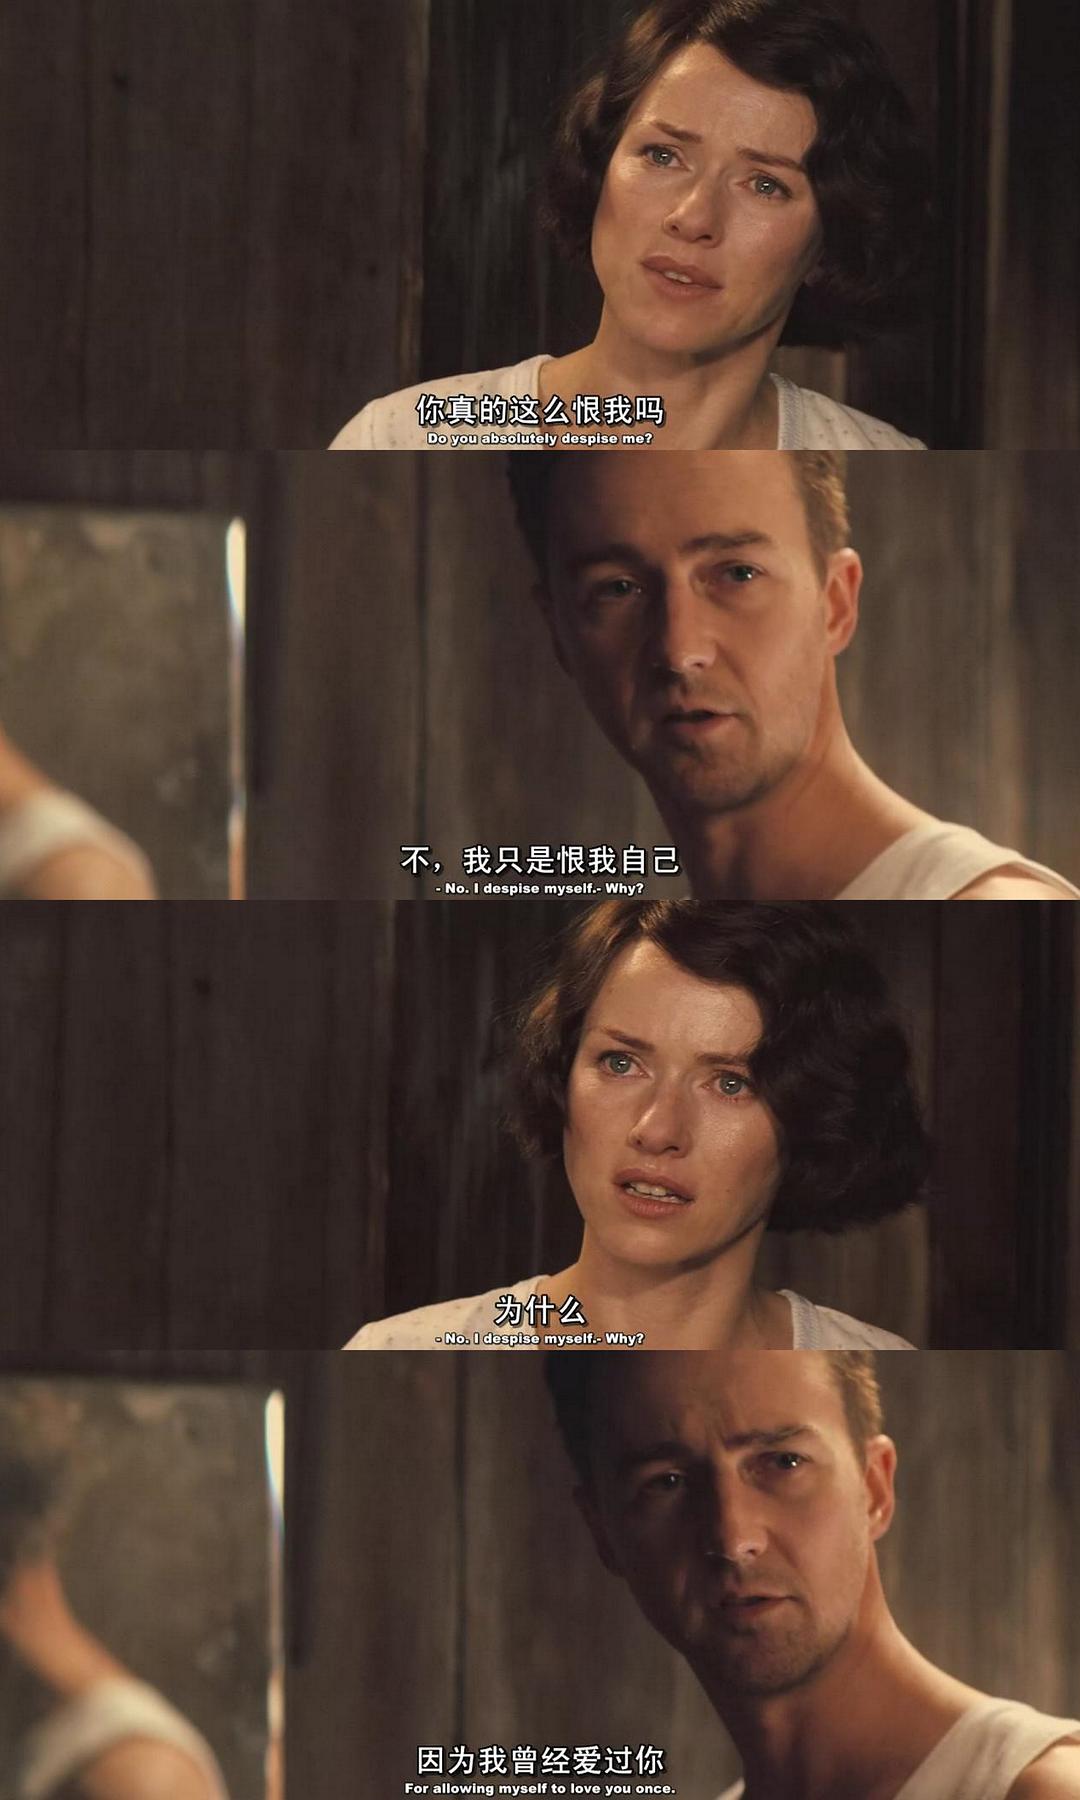 你真的这么恨我吗
Do you absolutely despise me?
不，我只是恨我自己
- No. I despise myself.- Why?
为什么
- No. I despise myself.- Why?
因为我曾经爱过你
For allowing myself to love you once.